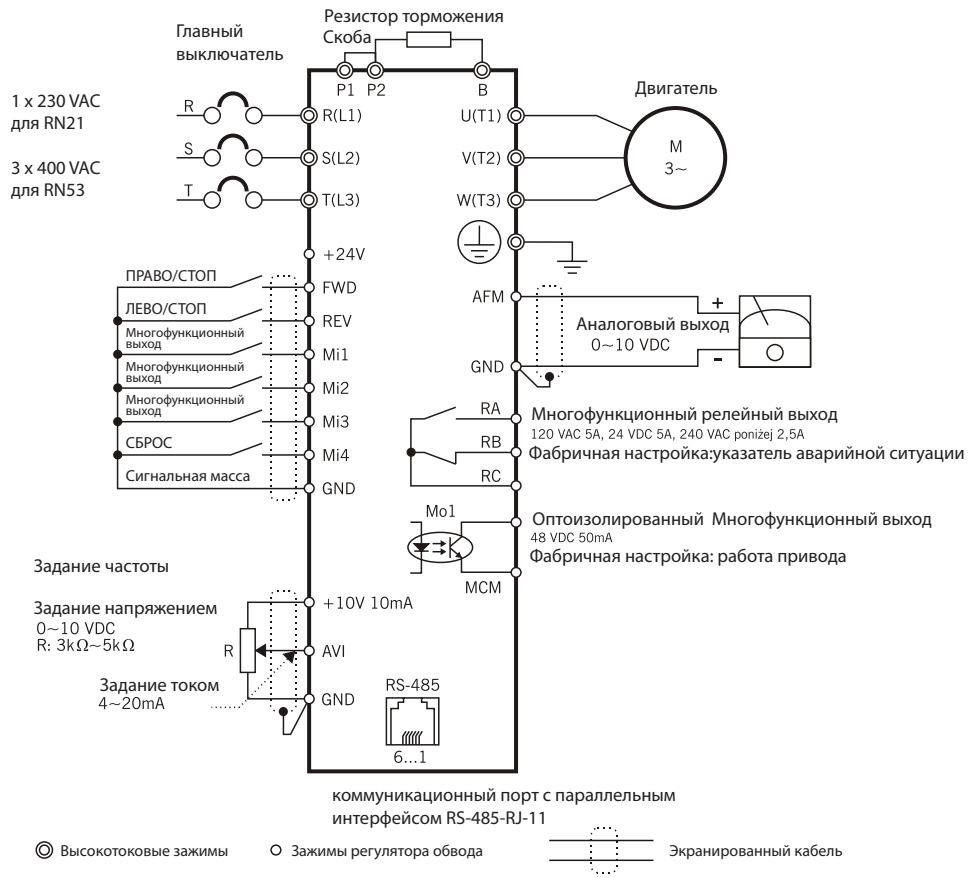 Резистор торможения
Скоба
Главный
выключатель
P1 P2 B
Двигатель
1 x 230 VAC
для RN21
3 x 400 VAC
для RN53
R
R(L1)
U(T1)
S
S(L2)
V(T2)
T
T(L3)
W(T3)
M
3~
+24V
ПРАВО/СТОП
FWD
ЛЕВО/СТОП
REV
Многофункционный
выход
Mi1
Многофункционный
выход
Mi2
Многофункционный
выход
Mi3
СБРОС
Mi4
Сигнальная масса
GND
AFM
+
Аналоговый выход
0~10 VDC
-
GND
RA
RB
RC
Многофункционный релейный выход
120 VAC 5A, 24 VDC 5A, 240 VAC poniżej 2,5A
Фабричная настройка:указатель аварийной ситуации
Mo1
MCM
Оптоизолированный Многофункционный выход
48 VDC 50mA
Фабричная настройка: работа привода
Задание частоты
Задание напряжением
0~10 VDC
R: 3kΩ~5kΩ
+10V 10mA
R
AVI
Задание током
4~20mA
GND
RS-485
6...1
коммуникационный порт с параллельным
интерфейсом RS-485-RJ-11
Высокотоковые зажимы
Зажимы регулятора обвода
Экранированный кабель